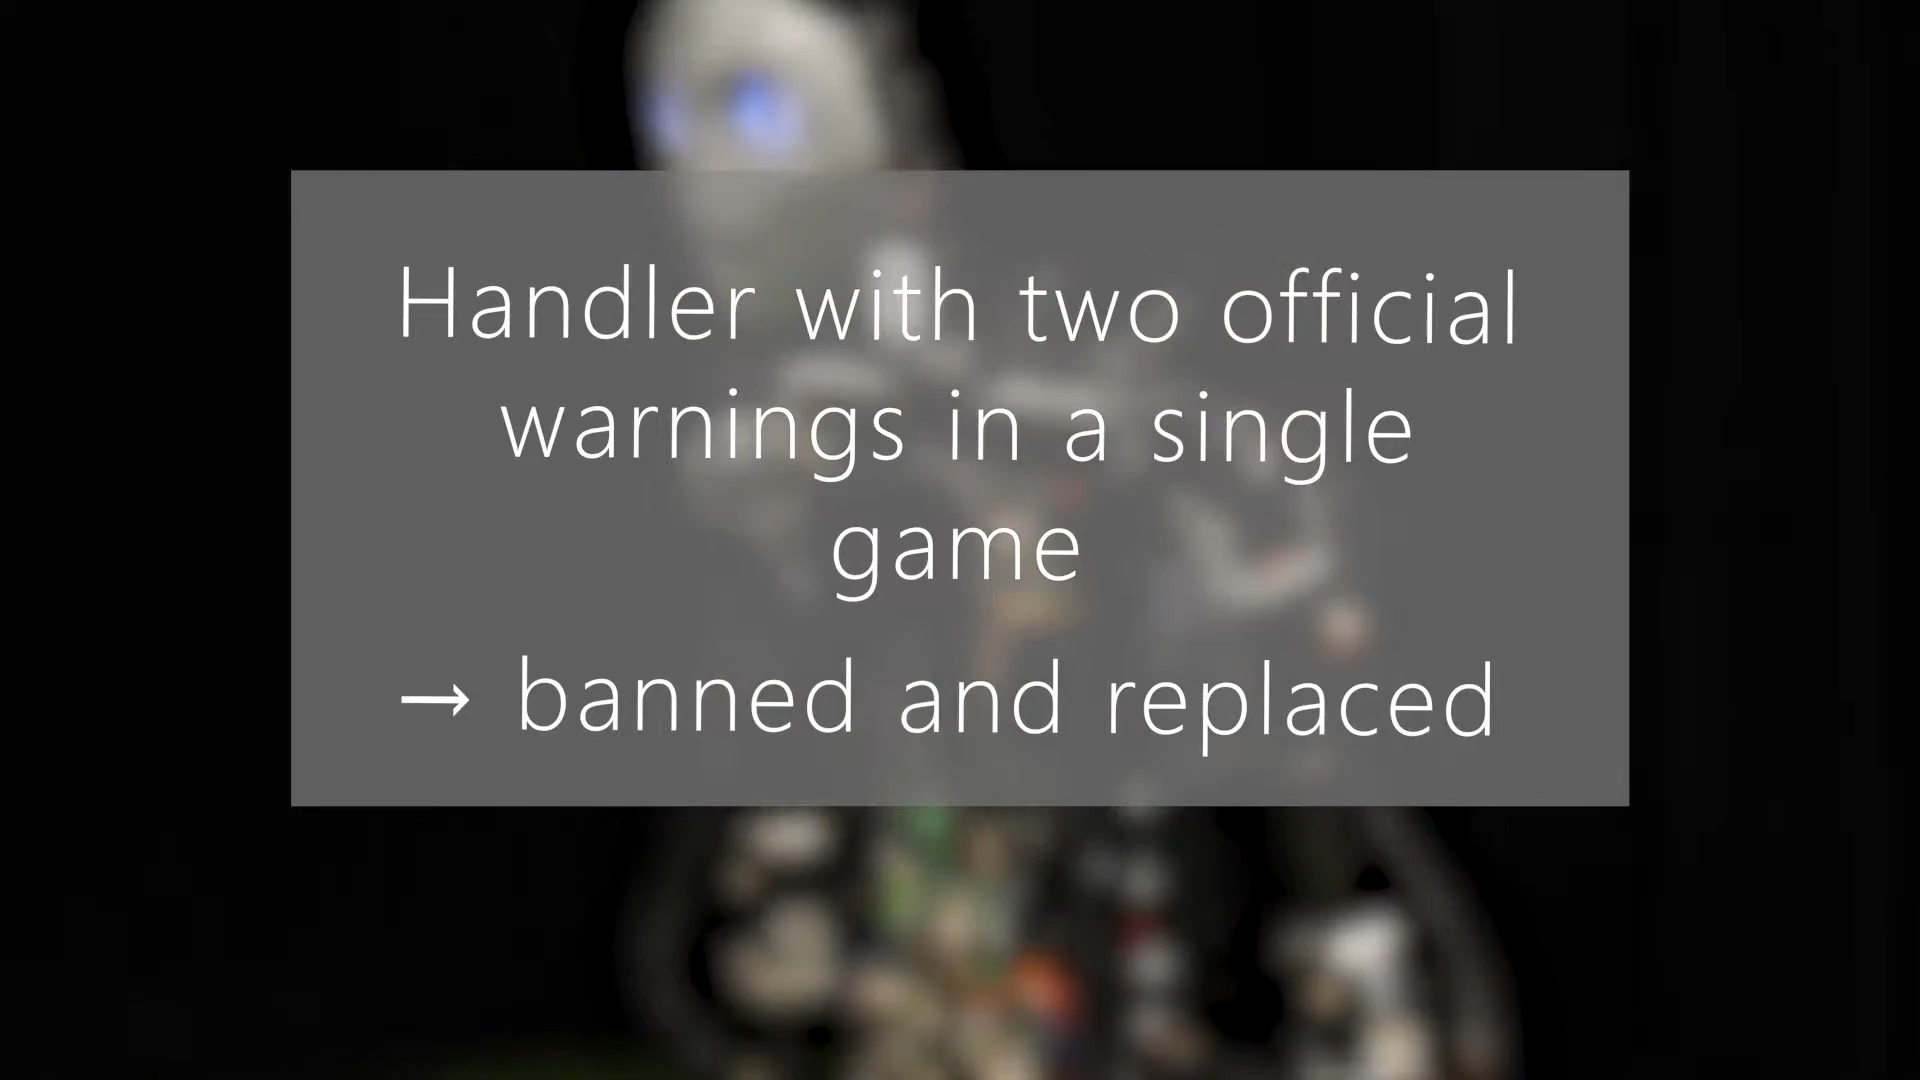 Handler with two official
warnings in a single
game
→ banned and replaced